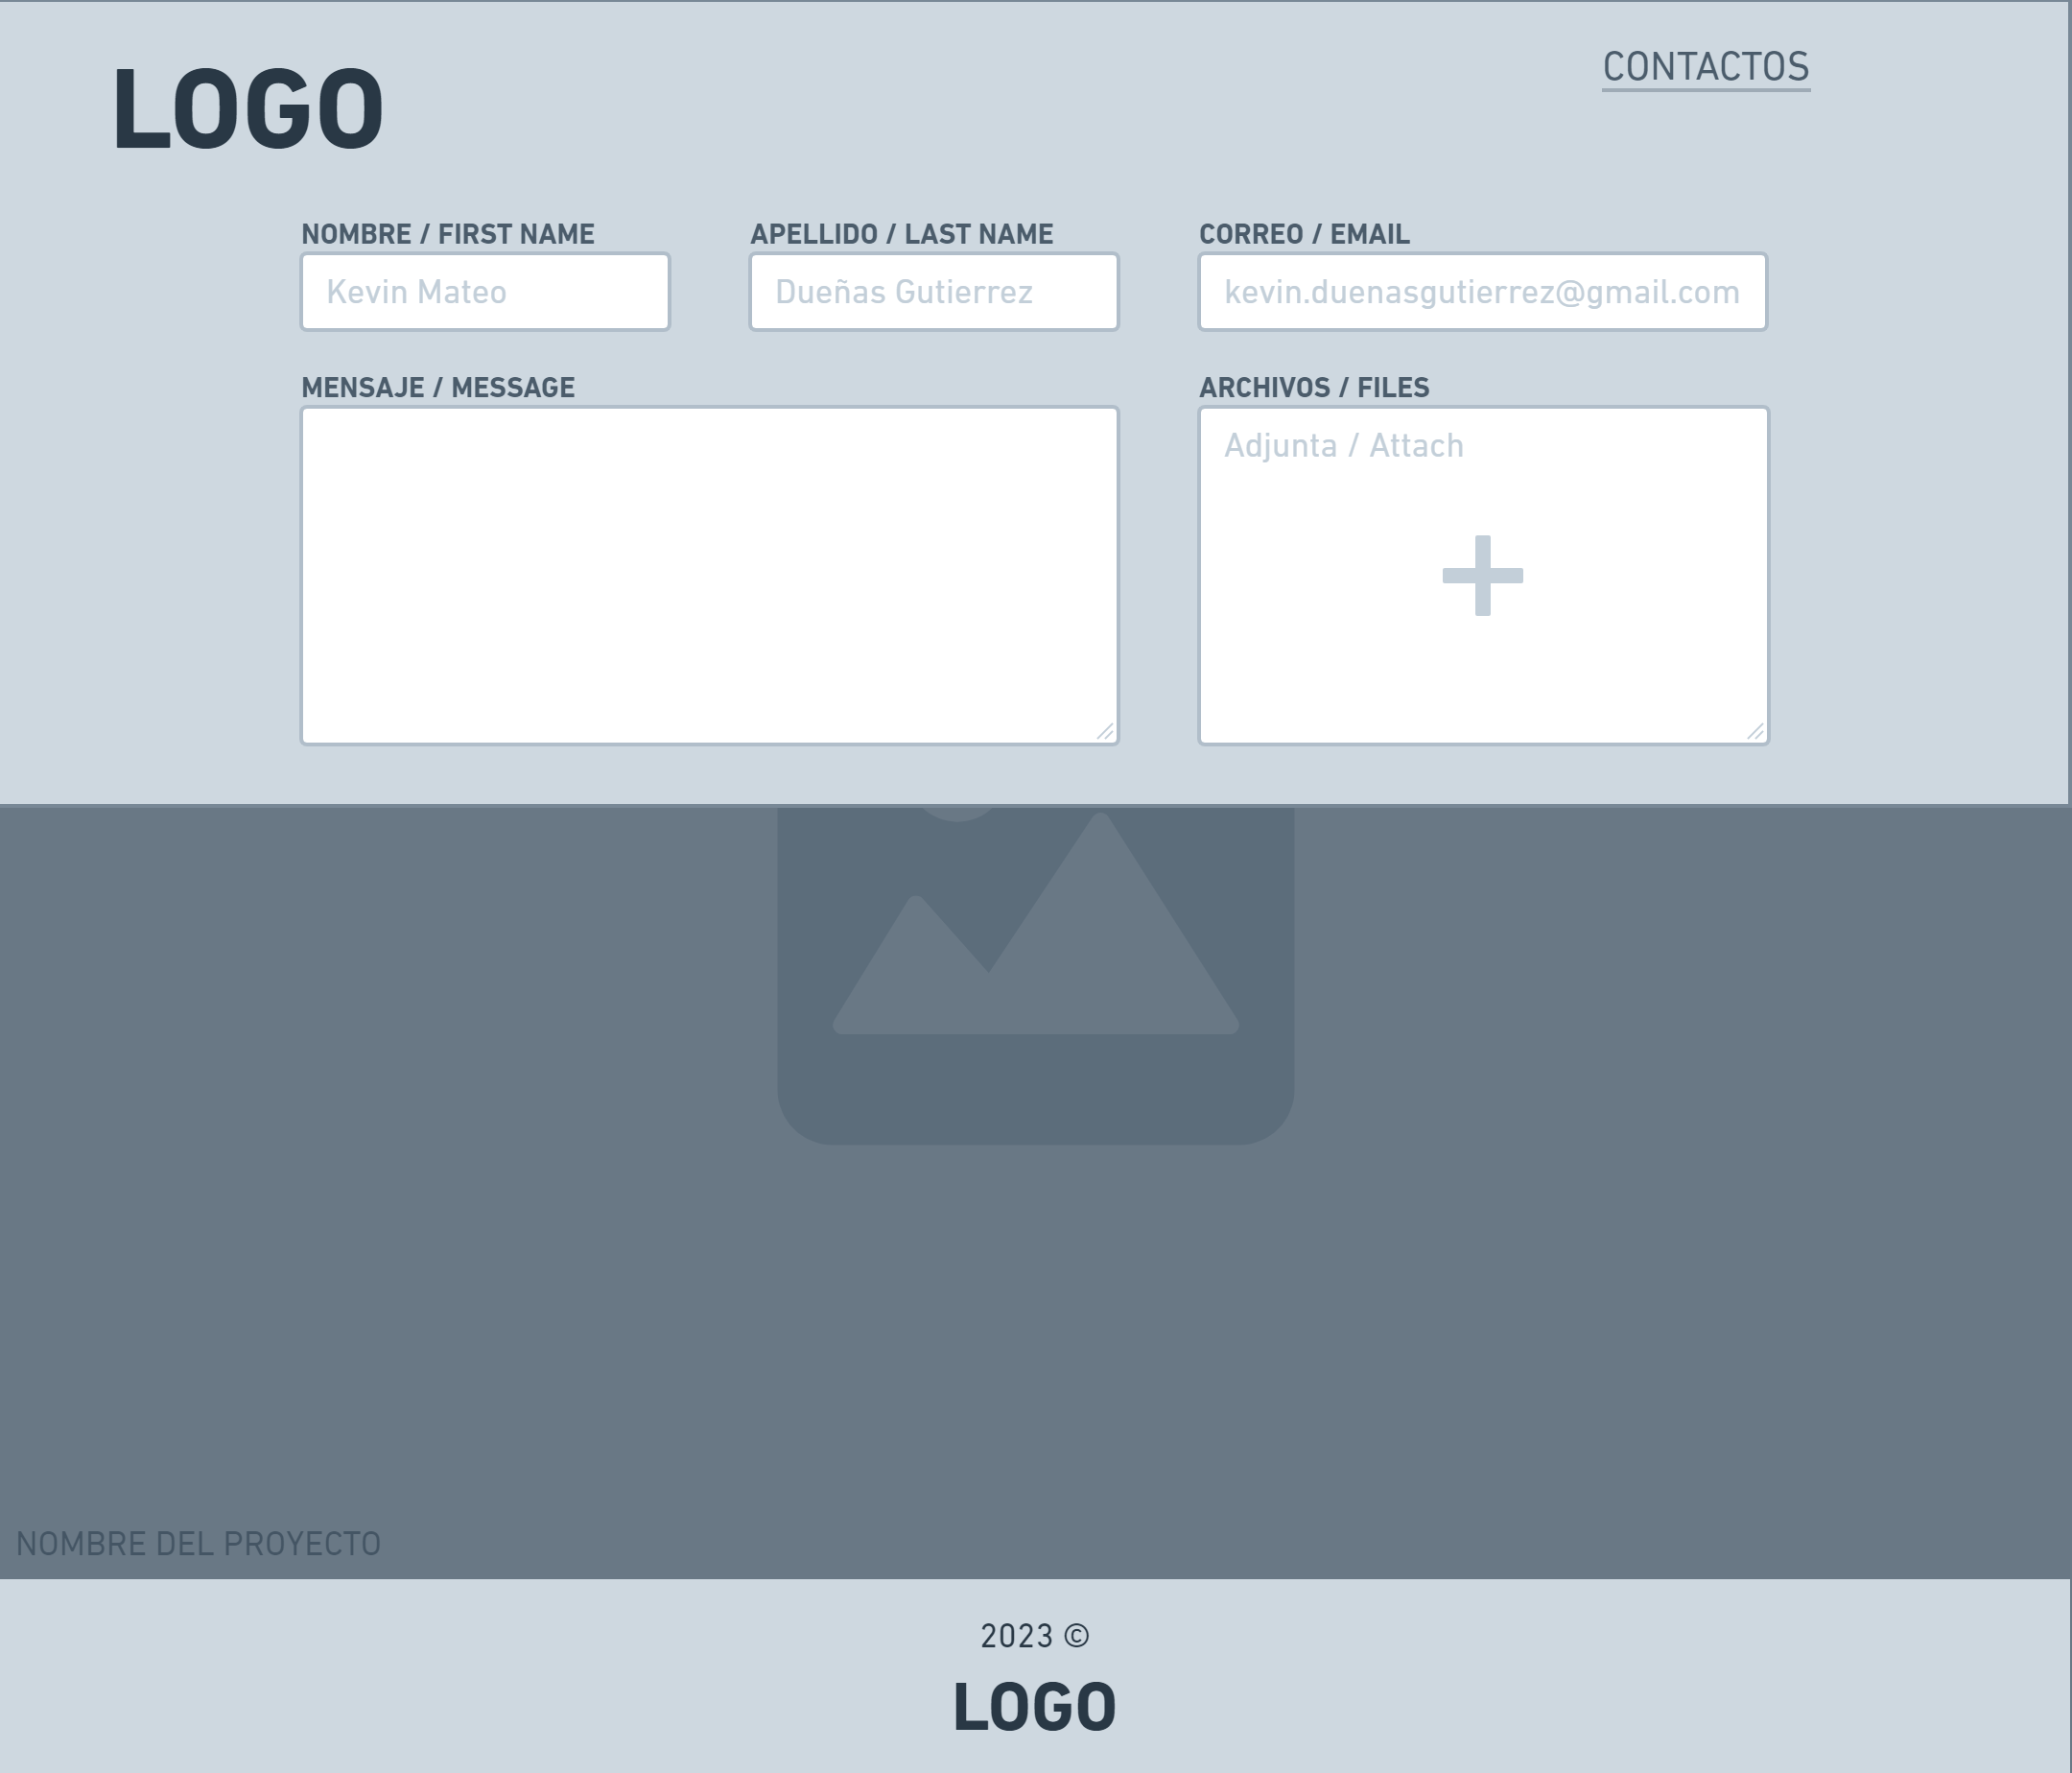 LOGO
CONTACTOS
NOMBRE / FIRST NAME
Kevin Mateo
APELLIDO / LAST NAME
Dueñas Gutierrez
CORREO / EMAIL
kevin.duenasgutierrez@gmail.com
MENSAJE / MESSAGE
ARCHIVOS / FILES
Adjunta / Attach
NOMBRE DEL PROYECTO
2023 ©
LOGO